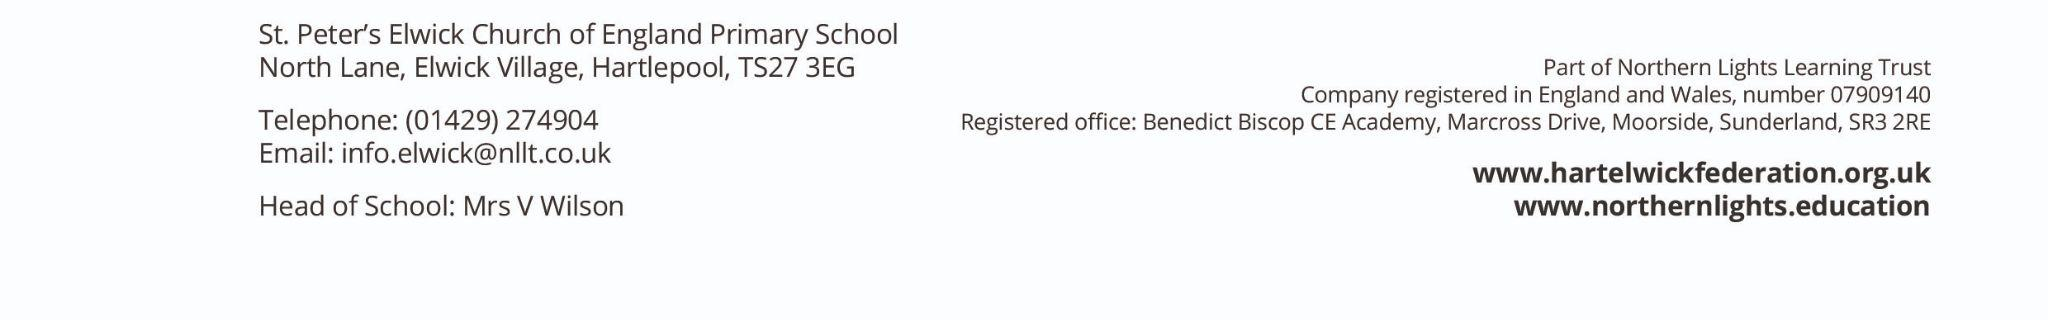 St. Peter’s Elwick Church of England Primary School
North Lane, Elwick Village, Hartlepool, TS27 3EG
Telephone: (01429) 274904
Email: info.elwick@nllt.co.uk
Head of School: Mrs V Wilson
Part of Northern Lights Learning Trust
Company registered in England and Wales, number 07909140
Registered office: Benedict Biscop CE Academy, Marcross Drive, Moorside, Sunderland, SR3 2RE
www.hartelwickfederation.org.uk
www.northernlights.education